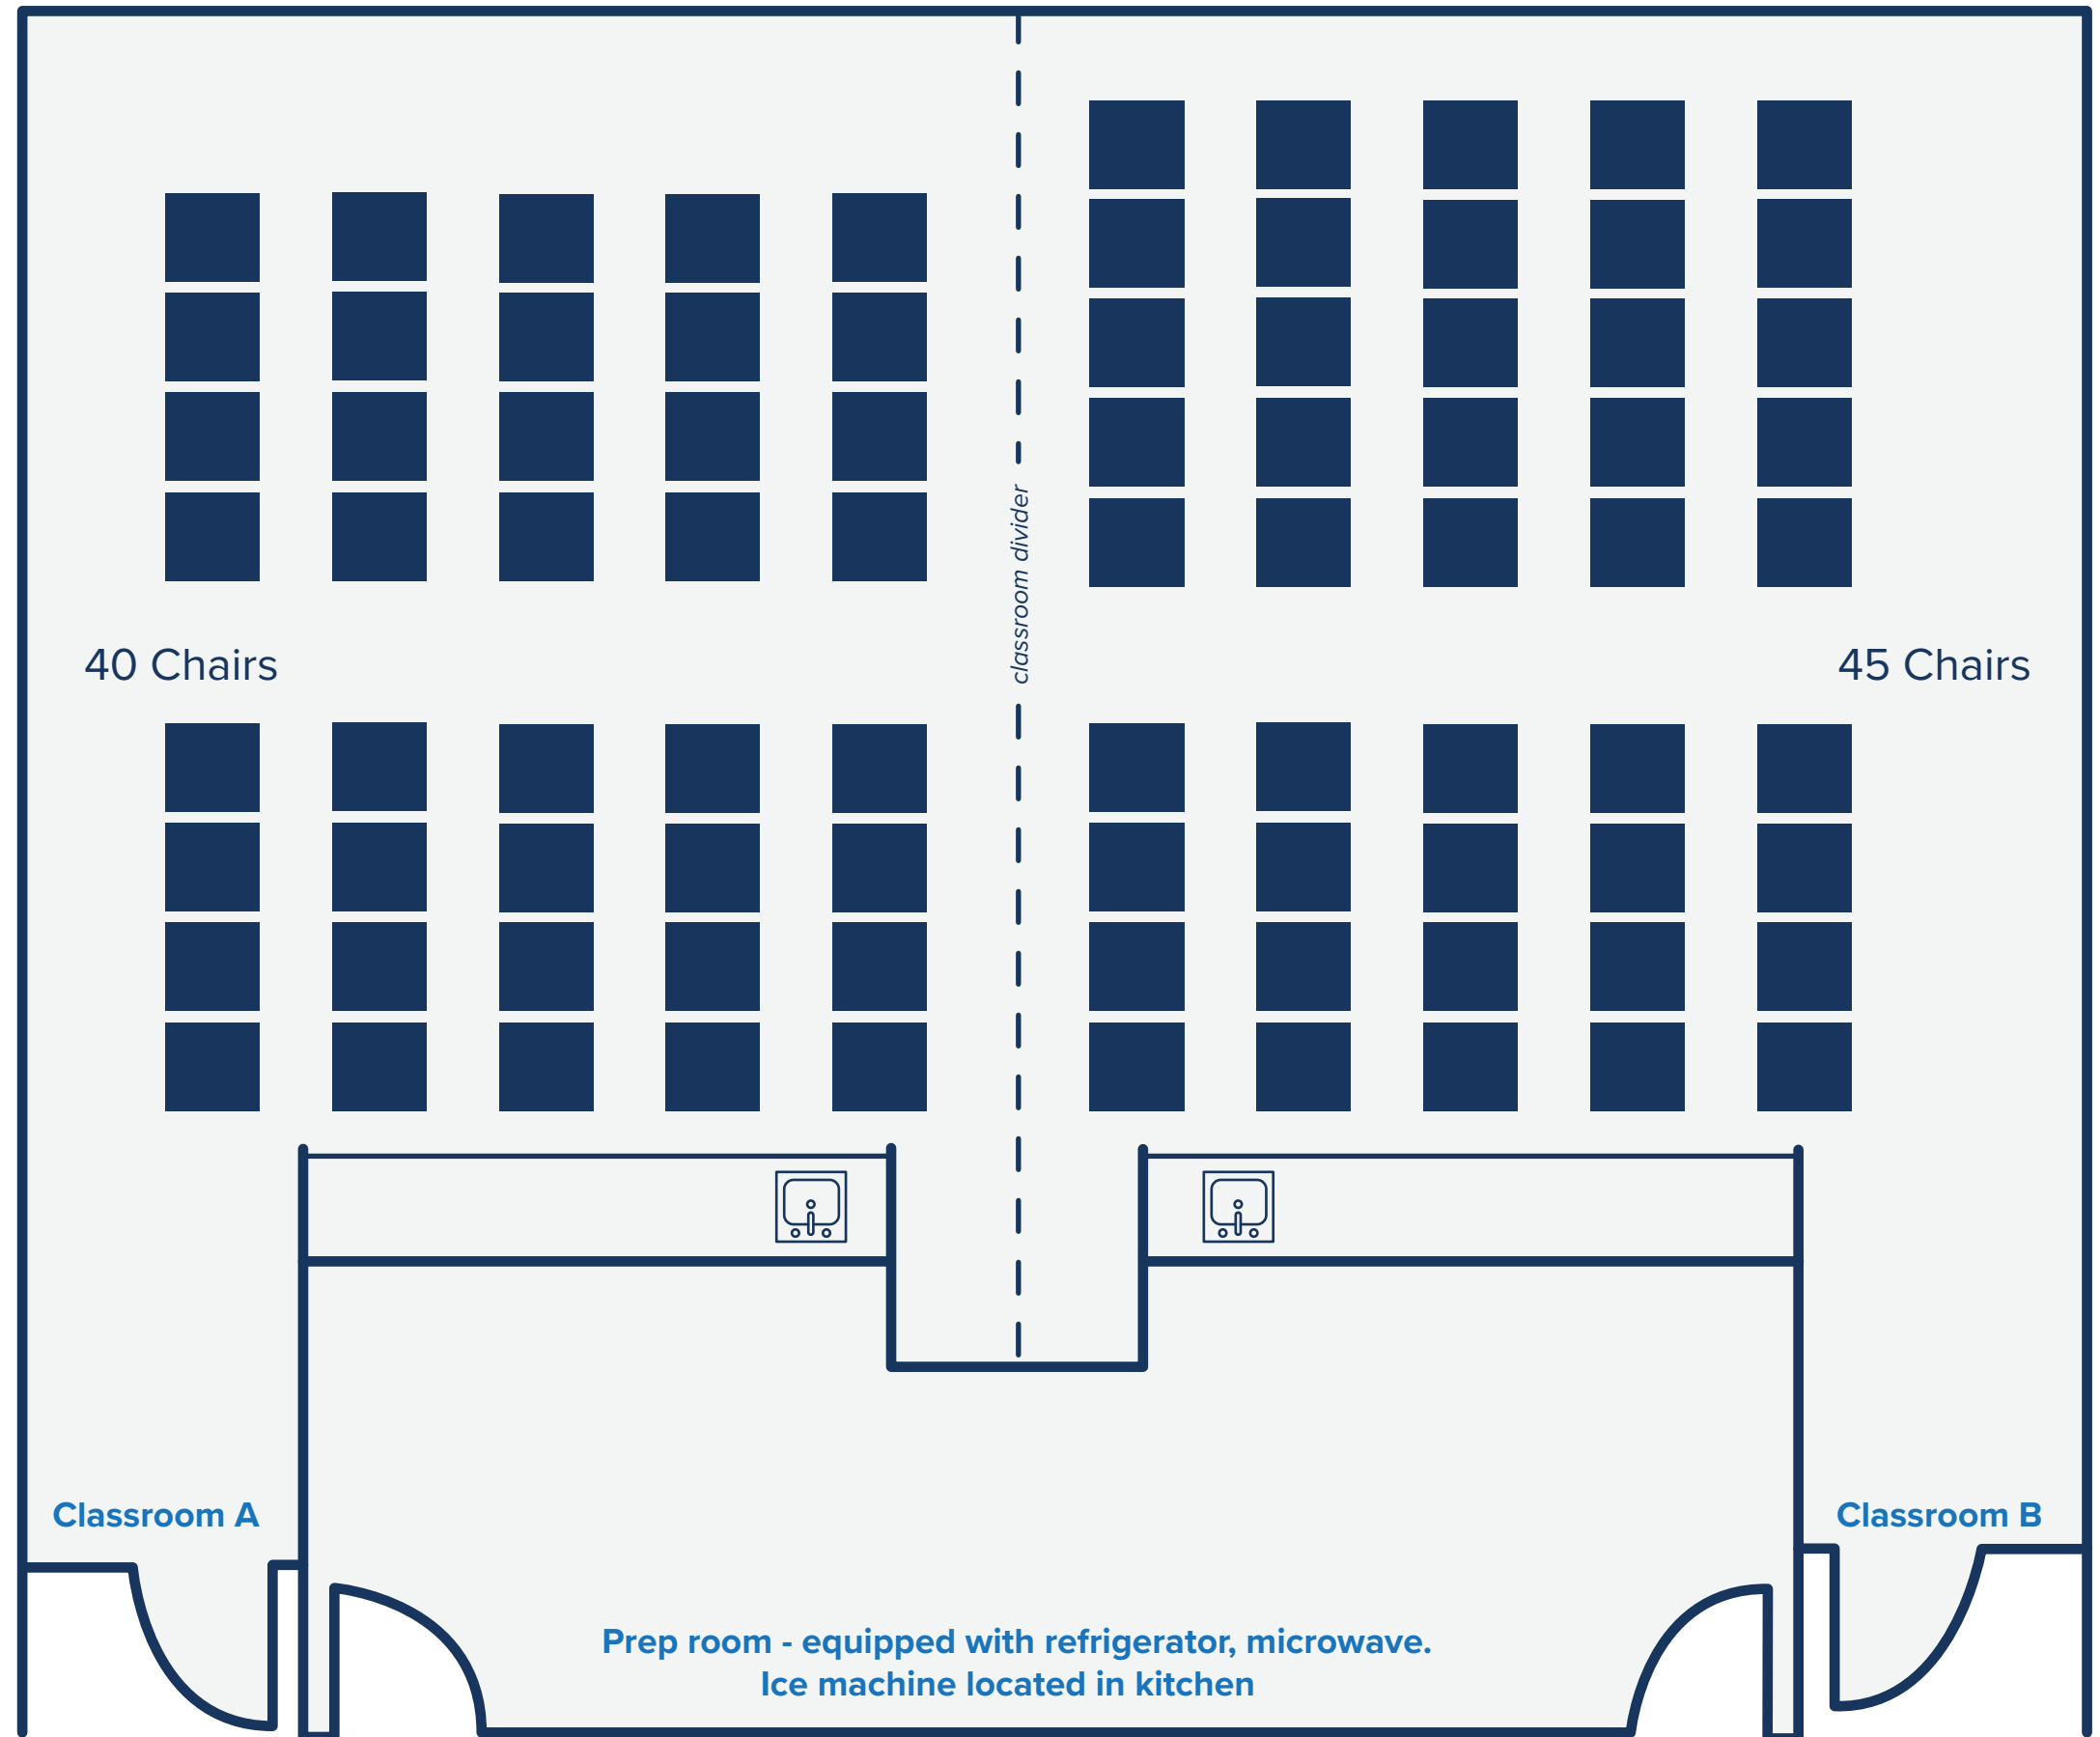 classroom divider
40 Chairs
45 Chairs
Classroom A
Classroom B
Prep room - equipped with refrigerator, microwave.
Ice machine located in kitchen